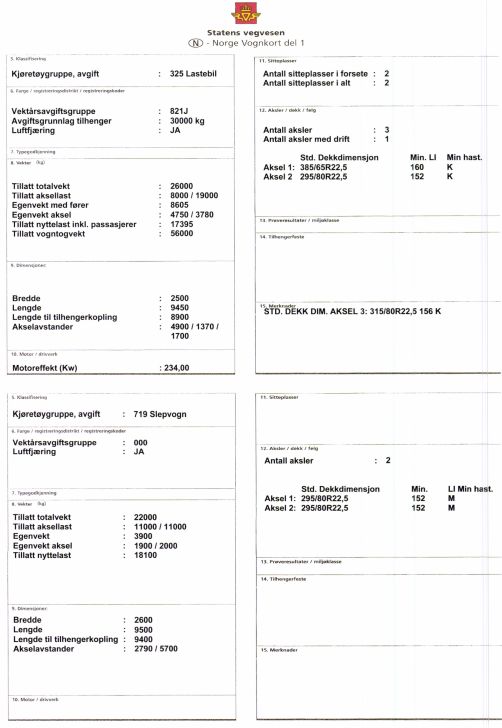 Statens vegvesen
N - Norge Vognkort del 1
5. Klassifisering
Kjøretøygruppe, avgift : 325 Lastebil
6. Farge / registreringsdistrikt / registreringskoder
Vektårsavgiftsgruppe : 821J
Avgiftsgrunnlag tilhenger : 30000 kg
Luftfjæring : JA
7. Typegodkjenning
8. Vekter (kg)
Tillatt totalvekt : 26000
Tillatt aksellast : 8000 / 19000
Egenvekt med fører : 8605
Egenvekt aksel : 4750 / 3780
Tillatt nyttelast inkl. passasjerer : 17395
Tillatt vogntogvekt : 56000
9. Dimensjoner
Bredde : 2500
Lengde : 9450
Lengde til tilhengerkopling : 8900
Akselavstander : 4900 / 1370 /
1700
10. Motor / drivverk
Motoreffekt (Kw) : 234,00
11. Sitteplasser
Antall sitteplasser i forsete : 2
Antall sitteplasser i alt : 2
12. Aksler / dekk / felg
Antall aksler : 3
Antall aksler med drift : 1
Std. Dekkdimensjon Min. LI Min hast.
Aksel 1: 385/65R22,5 160 K
Aksel 2 295/80R22,5 152 K
13. Prøveresultater / miljøklasse
14. Tilhengerfeste
15. Merknader
STD. DEKK DIM. AKSEL 3: 315/80R22,5 156 K
5. Klassifisering
Kjøretøygruppe, avgift : 719 Slepvogn
6. Farge / registreringsdistrikt / registreringskoder
Vektårsavgiftsgruppe : 000
Luftfjæring : JA
7. Typegodkjenning
8. Vekter (kg)
Tillatt totalvekt : 22000
Tillatt aksellast : 11000 / 11000
Egenvekt : 3900
Egenvekt aksel : 1900 / 2000
Tillatt nyttelast : 18100
9. Dimensjoner
Bredde : 2600
Lengde : 9500
Lengde til tilhengerkopling : 9400
Akselavstander : 2790 / 5700
10. Motor / drivverk
11. Sitteplasser
12. Aksler / dekk / felg
Antall aksler : 2
Std. Dekkdimensjon Min. LI Min hast.
Aksel 1: 295/80R22,5 152 M
Aksel 2: 295/80R22,5 152 M
13. Prøveresultater / miljøklasse
14. Tilhengerfeste
15. Merknader